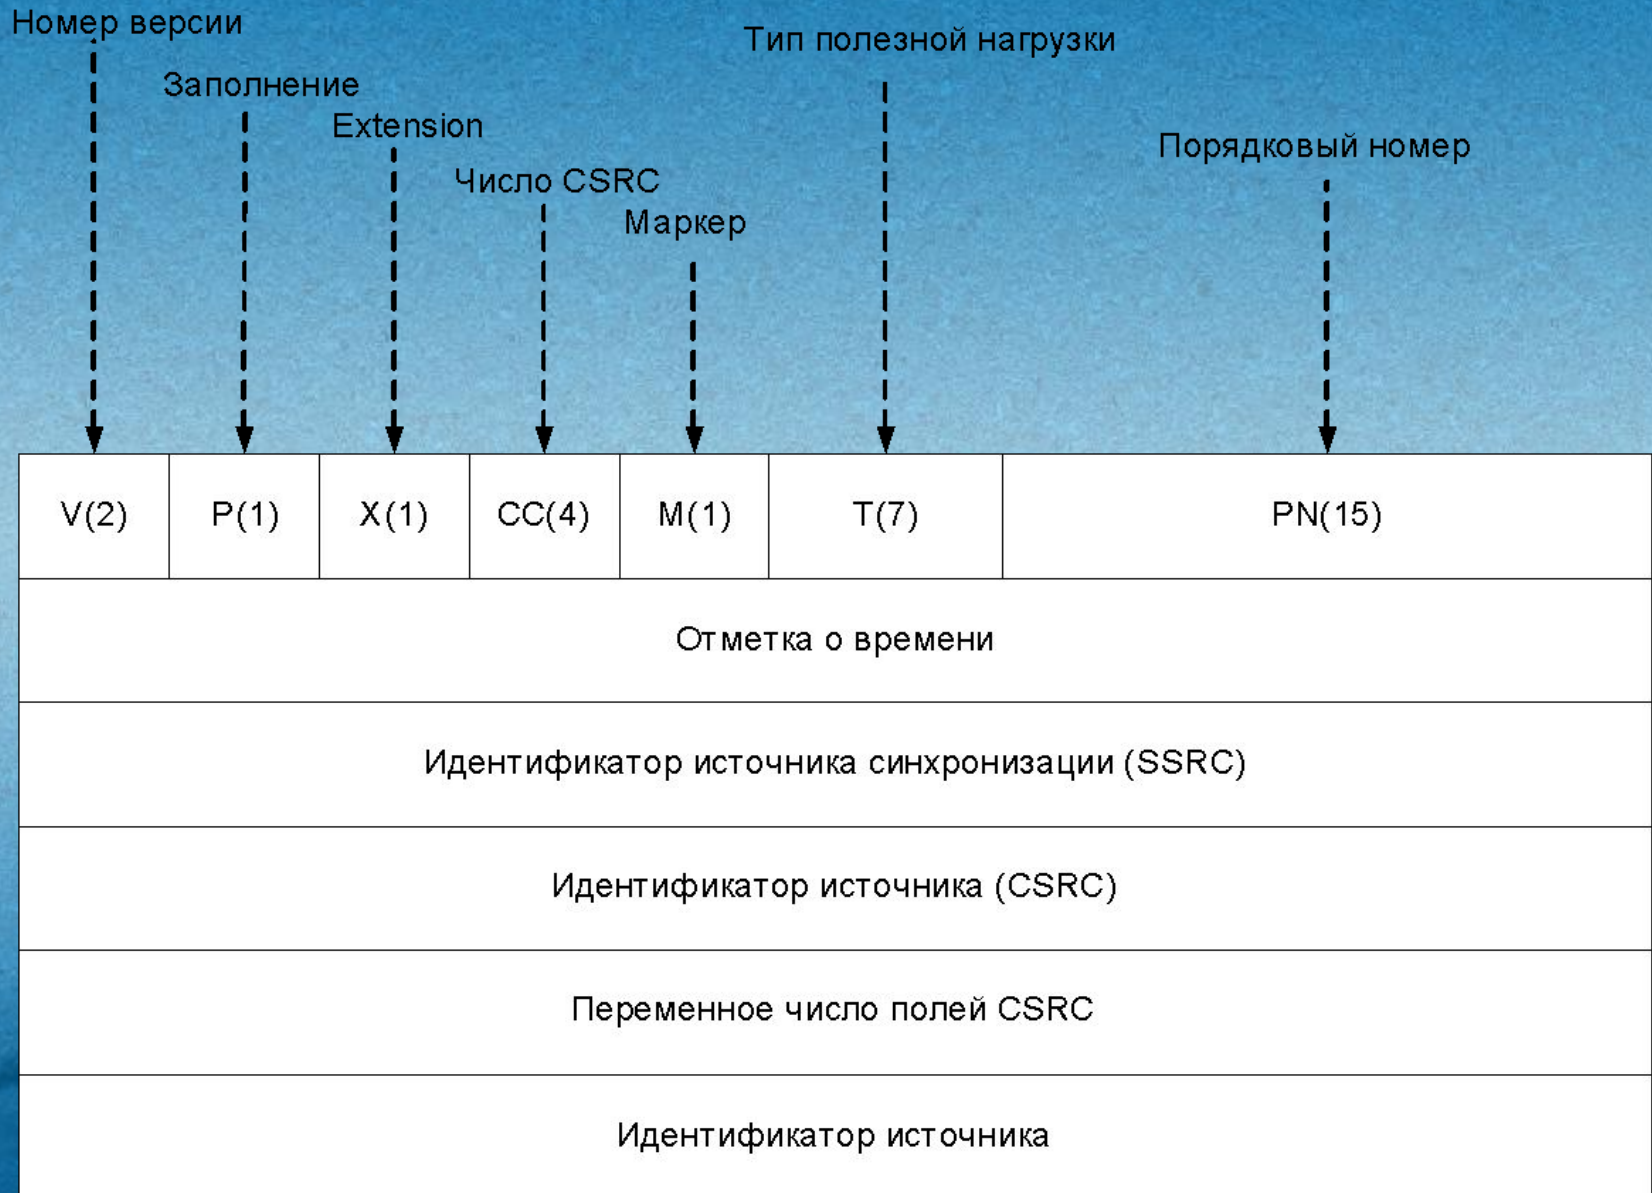 Номер версии
Тип полезной нагрузки
Заполнение
Extension
Порядковый номер
Число CSRC
Маркер
V(2) P(1) X(1) CC(4) M(1) T(7) PN(15)
Отметка о времени
Идентификатор источника синхронизации (SSRC)
Идентификатор источника (CSRC)
Переменное число полей CSRC
Идентификатор источника